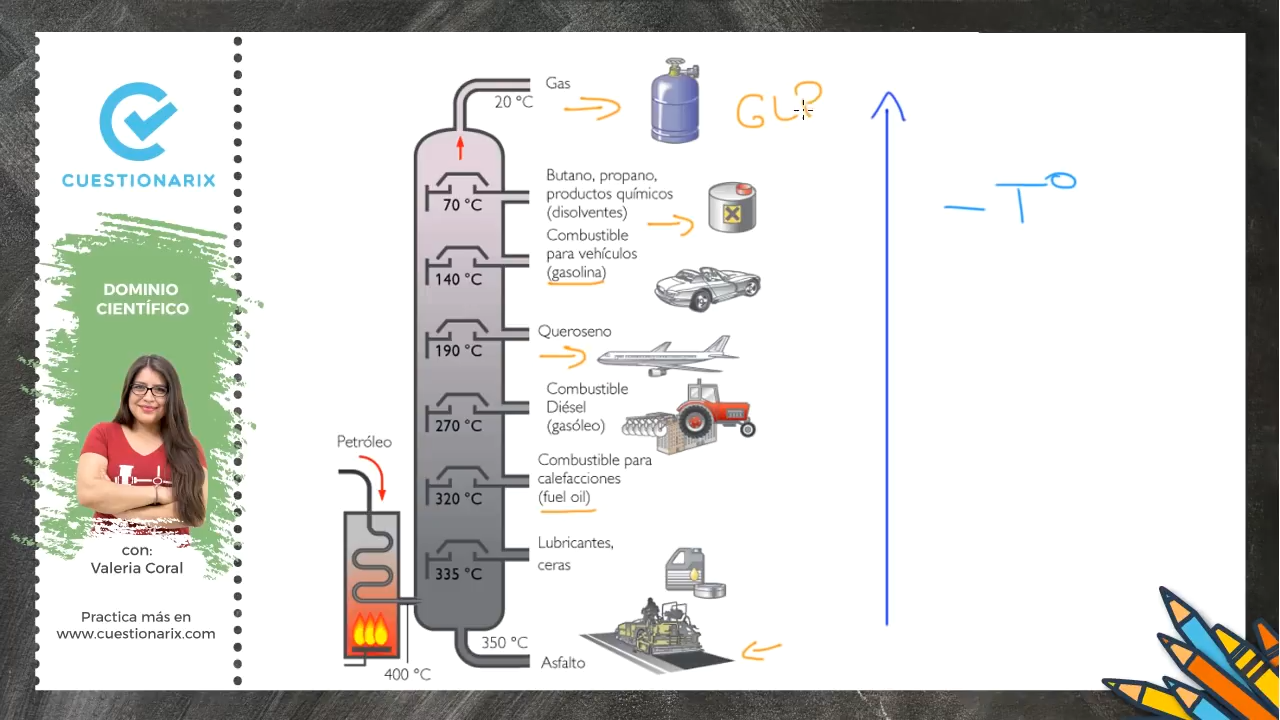 CUESTIONARIX
DOMINIO
CIENTÍFICO
con:
Valeria Coral
Practica más en
www.cuestionarix.com
Gas
20 °C
GLP
Butano, propano,
productos químicos
(disolventes)
70 °C
Combustible
para vehículos
(gasolina)
140 °C
Queroseno
190 °C
Combustible
Diésel
(gasóleo)
270 °C
Petróleo
Combustible para
calefacciones
(fuel oil)
320 °C
Lubricantes,
ceras
335 °C
350 °C
Asfalto
400 °C
- T°